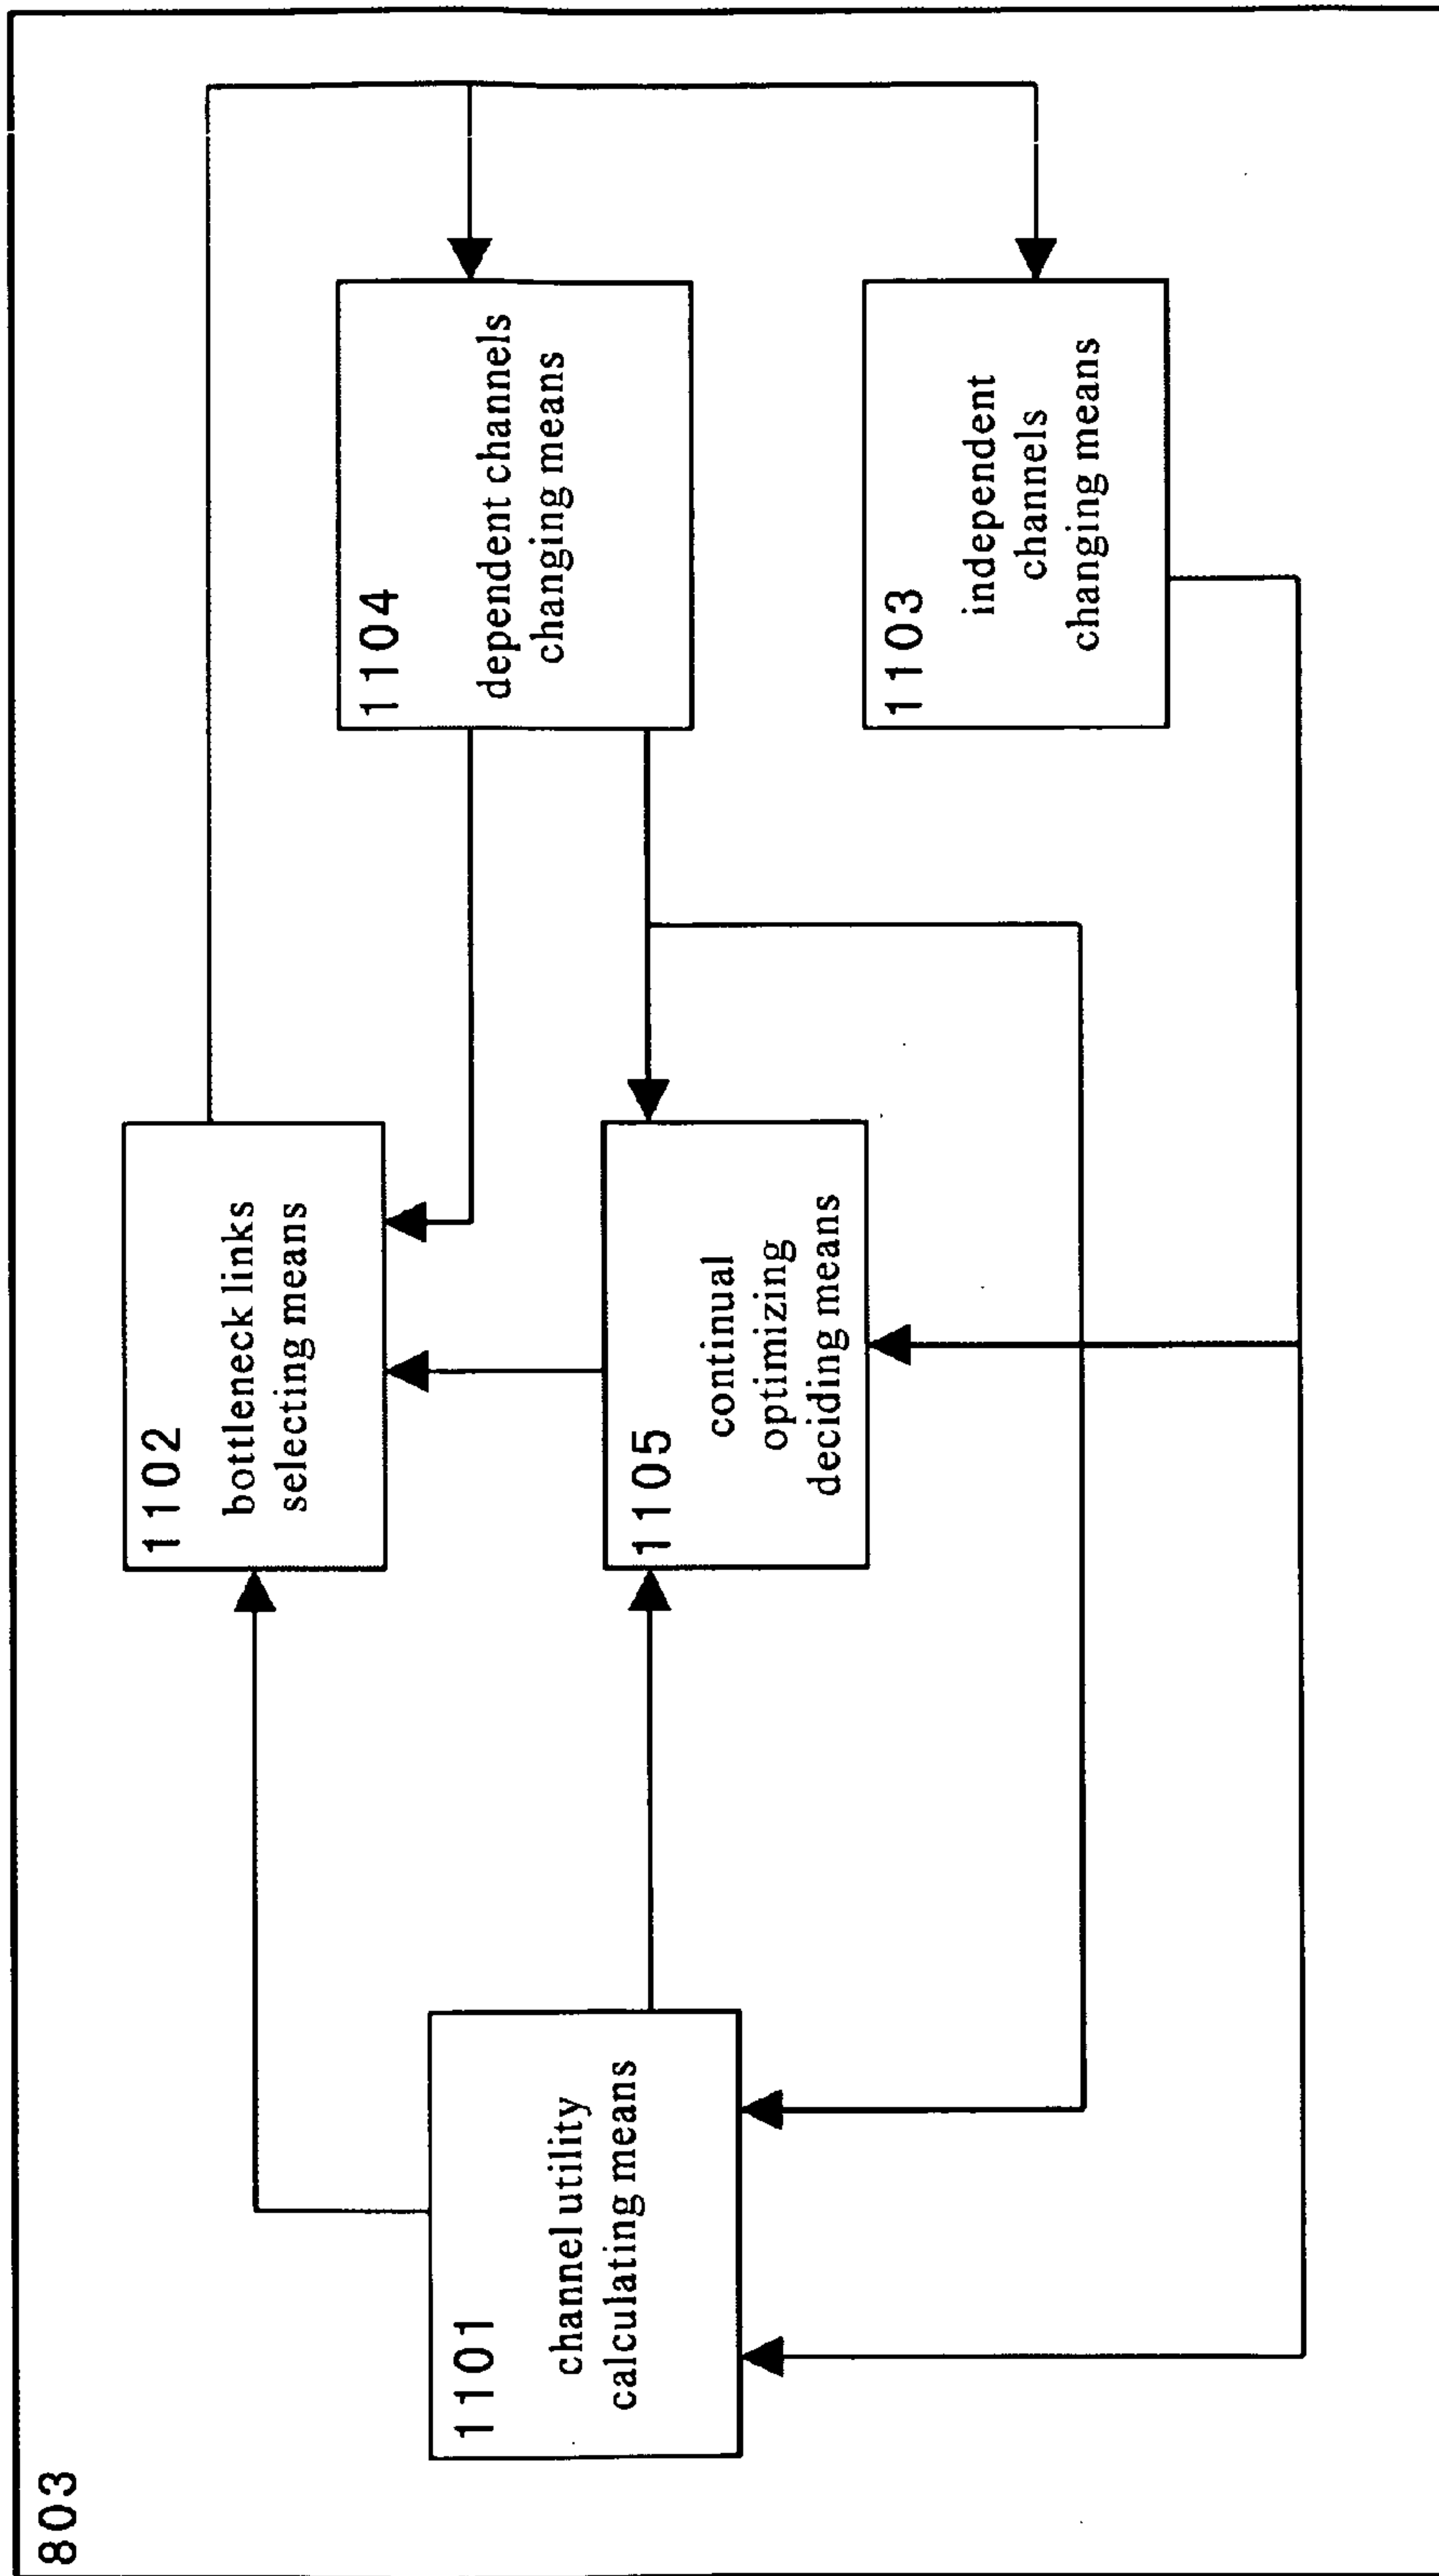 803
1101
channel utility
calculating means
1102
bottleneck links
selecting means
1105
continual
optimizing
deciding means
1104
dependent channels
changing means
1103
independent
channels
changing means